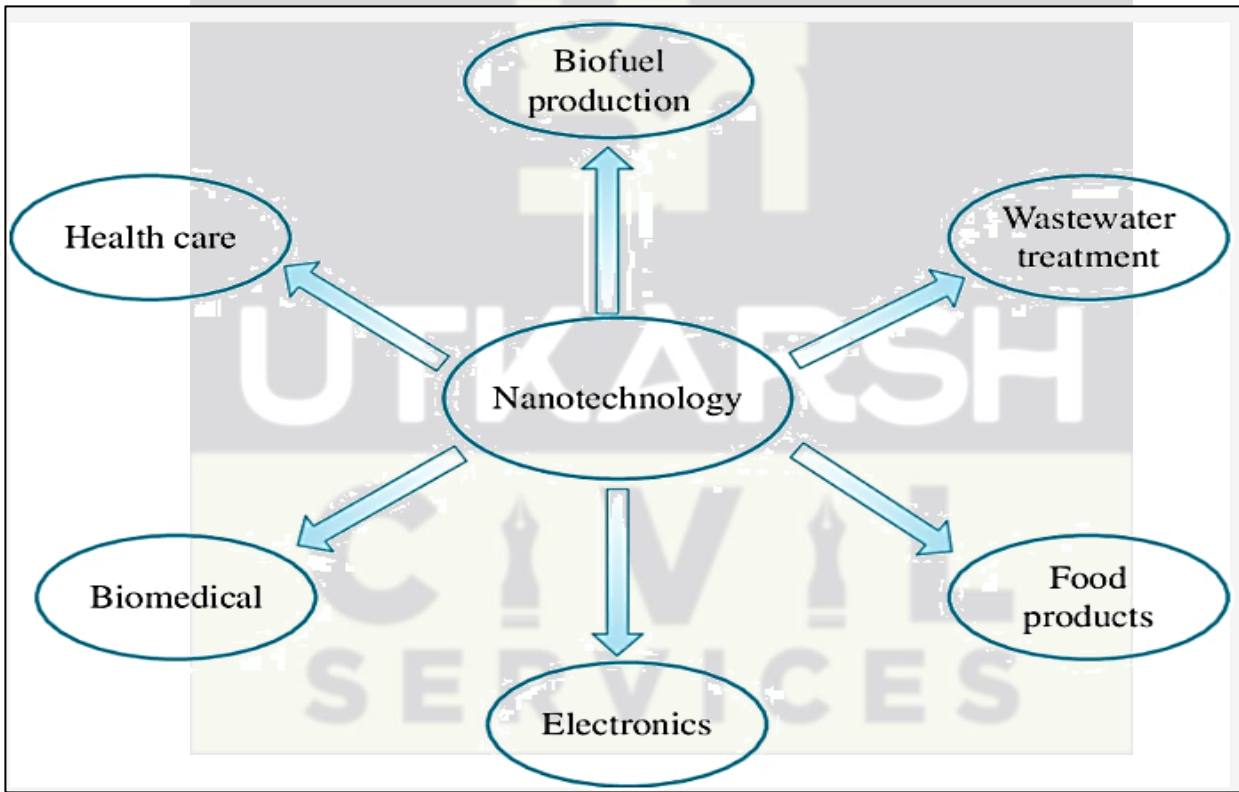 Biofuel
production
Health care
Wastewater
treatment
Nanotechnology
UTKARSH
Biomedical
Food
products
CIVIL
SERVICES
Electronics